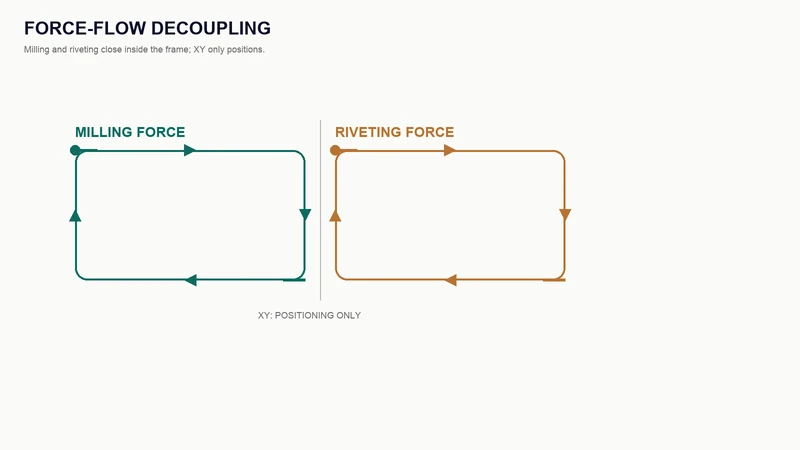 FORCE-FLOW DECOUPLING
Milling and riveting close inside the frame; XY only positions.
MILLING FORCE
RIVETING FORCE
XY: POSITIONING ONLY